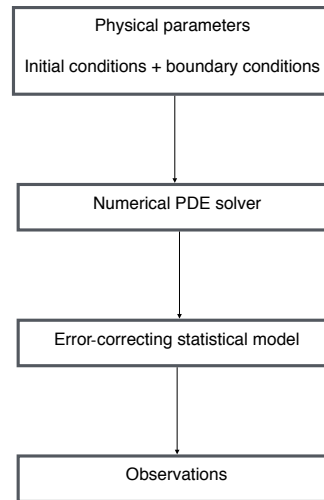 Physical parameters
Initial conditions + boundary conditions
Numerical PDE solver
Error-correcting statistical model
Observations